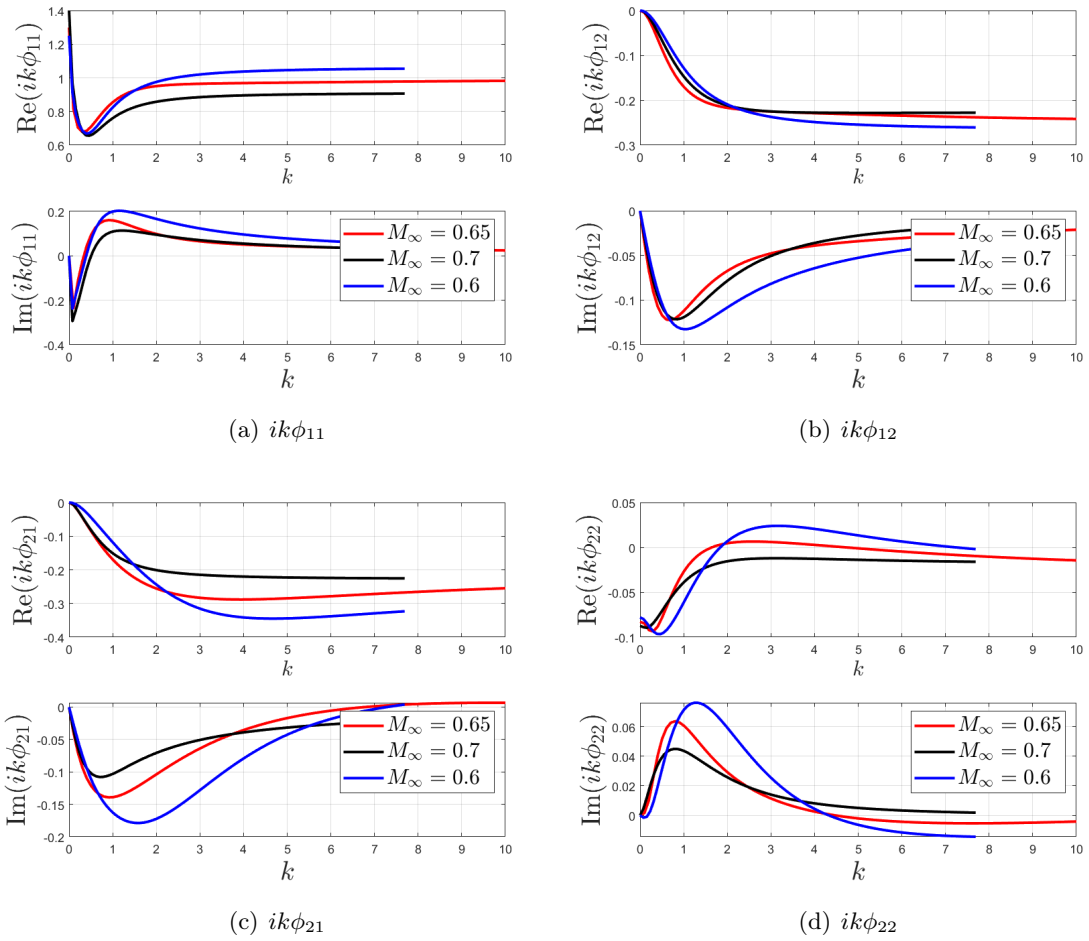 1.4
1.2
1
0.8
0.6
Re(ikϕ₁₁)
0 1 2 3 4 5 6 7 8 9 10
k
0.2
0
-0.2
-0.4
Im(ikϕ₁₁)
M∞ = 0.65
M∞ = 0.7
M∞ = 0.6
0 1 2 3 4 5 6 7 8 9 10
k
(a) ikϕ₁₁
0
-0.1
-0.2
-0.3
Re(ikϕ₁₂)
0 1 2 3 4 5 6 7 8 9 10
k
0
-0.05
-0.1
-0.15
Im(ikϕ₁₂)
M∞ = 0.65
M∞ = 0.7
M∞ = 0.6
0 1 2 3 4 5 6 7 8 9 10
k
(b) ikϕ₁₂
0
-0.1
-0.2
-0.3
-0.4
Re(ikϕ₂₁)
0 1 2 3 4 5 6 7 8 9 10
k
0
-0.05
-0.1
-0.15
-0.2
Im(ikϕ₂₁)
M∞ = 0.65
M∞ = 0.7
M∞ = 0.6
0 1 2 3 4 5 6 7 8 9 10
k
(c) ikϕ₂₁
0.05
0
-0.05
-0.1
Re(ikϕ₂₂)
0 1 2 3 4 5 6 7 8 9 10
k
0.06
0.04
0.02
0
Im(ikϕ₂₂)
M∞ = 0.65
M∞ = 0.7
M∞ = 0.6
0 1 2 3 4 5 6 7 8 9 10
k
(d) ikϕ₂₂